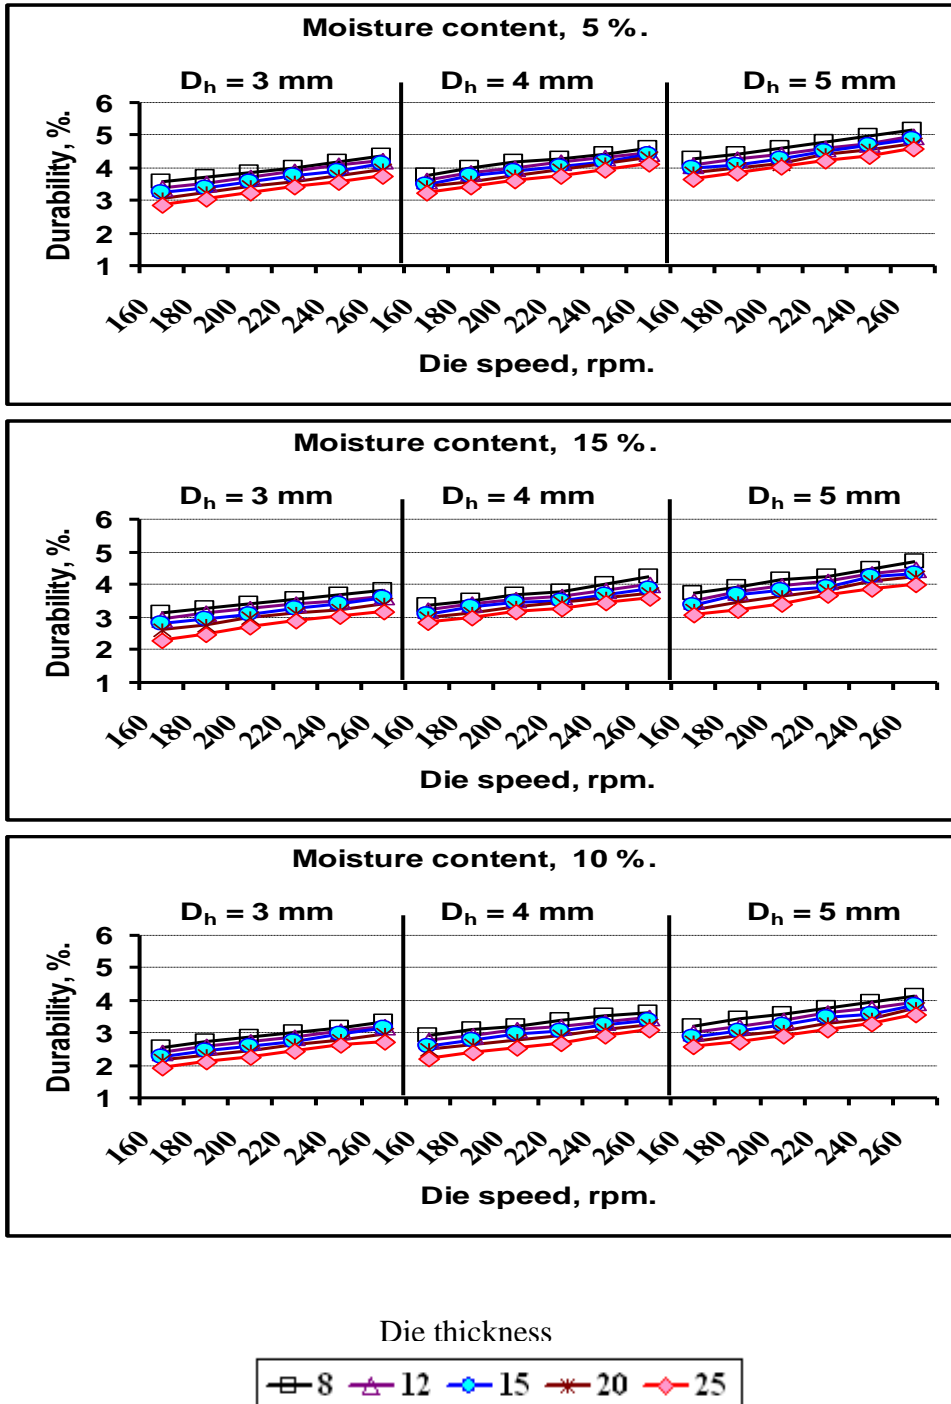 Moisture content, 5 %.
Dh = 3 mm Dh = 4 mm Dh = 5 mm
Durability, %.
6
5
4
3
2
1
160 180 200 220 240 260 160 180 200 220 240 260 160 180 200 220 240 260
Die speed, rpm.
Moisture content, 15 %.
Dh = 3 mm Dh = 4 mm Dh = 5 mm
Durability, %.
6
5
4
3
2
1
160 180 200 220 240 260 160 180 200 220 240 260 160 180 200 220 240 260
Die speed, rpm.
Moisture content, 10 %.
Dh = 3 mm Dh = 4 mm Dh = 5 mm
Durability, %.
6
5
4
3
2
1
160 180 200 220 240 260 160 180 200 220 240 260 160 180 200 220 240 260
Die speed, rpm.
Die thickness
8 12 15 20 25